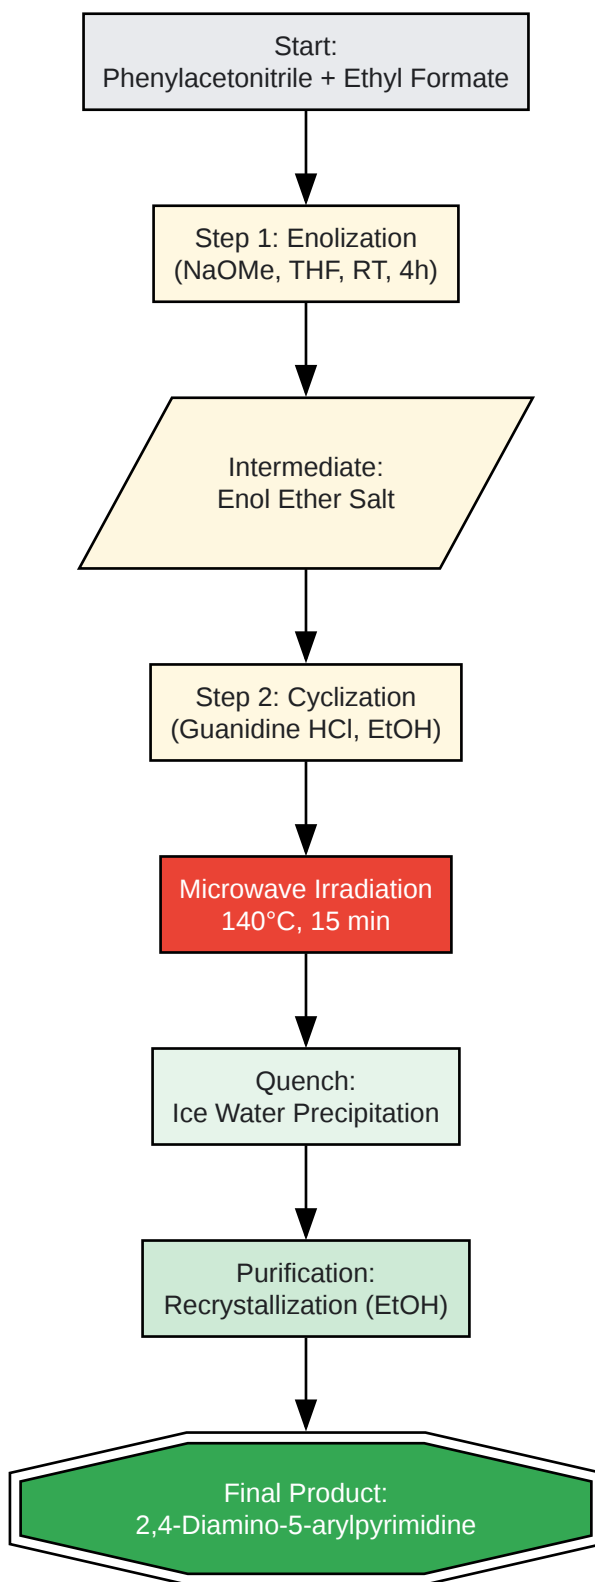 Start:
Phenylacetonitrile + Ethyl Formate
Step 1: Enolization
(NaOMe, THF, RT, 4h)
Intermediate:
Enol Ether Salt
Step 2: Cyclization
(Guanidine HCl, EtOH)
Microwave Irradiation
140°C, 15 min
Quench:
Ice Water Precipitation
Purification:
Recrystallization (EtOH)
Final Product:
2,4-Diamino-5-arylpyrimidine